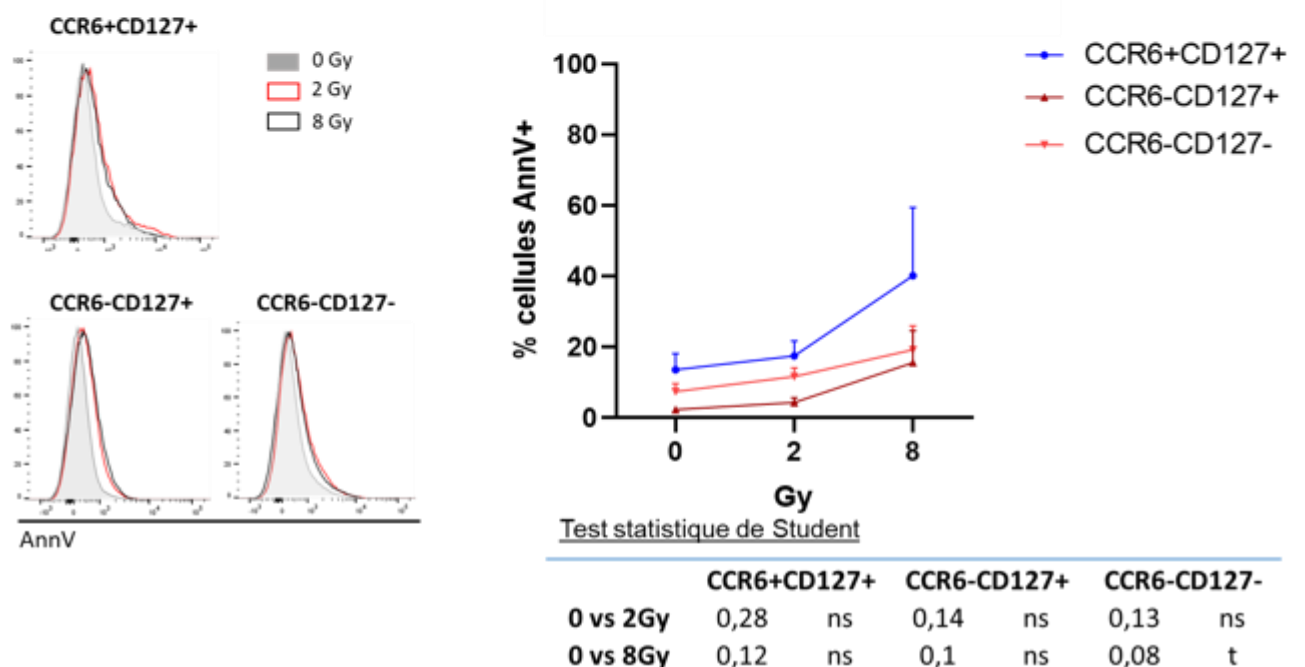 CCR6+CD127+
0 Gy
2 Gy
8 Gy
CCR6-CD127+ CCR6-CD127-
AnnV
% cellules AnnV+
100
80
60
40
20
0
0 2 8
Gy
CCR6+CD127+
CCR6-CD127+
CCR6-CD127-
Test statistique de Student
CCR6+CD127+ CCR6-CD127+ CCR6-CD127-
0 vs 2Gy 0,28 ns 0,14 ns 0,13 ns
0 vs 8Gy 0,12 ns 0,1 ns 0,08 t